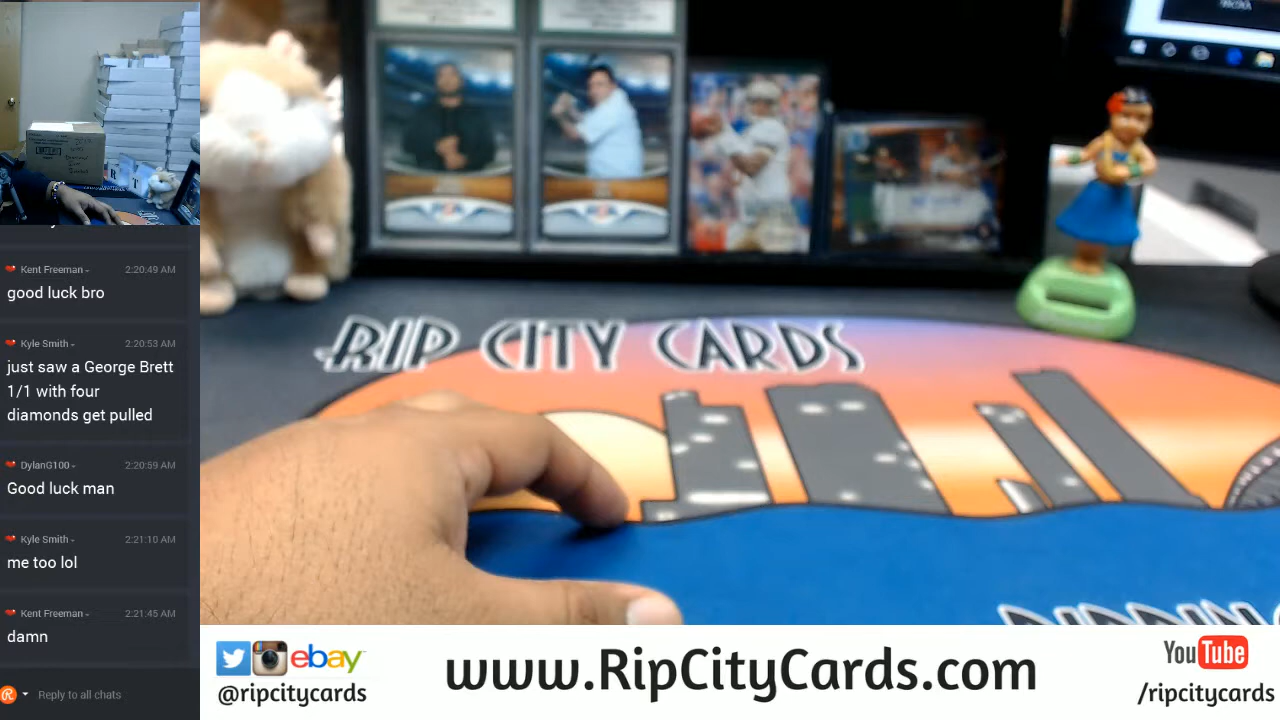 Kent Freeman 2:20:49 AM
good luck bro
Kyle Smith 2:20:53 AM
just saw a George Brett
1/1 with four
diamonds get pulled
DylanG100 2:20:59 AM
Good luck man
Kyle Smith 2:21:10 AM
me too lol
Kent Freeman 2:21:45 AM
damn
Reply to all chats
RIP CITY CARDS
ebay
@ripcitycards
www.RipCityCards.com
YouTube
/ripcitycards